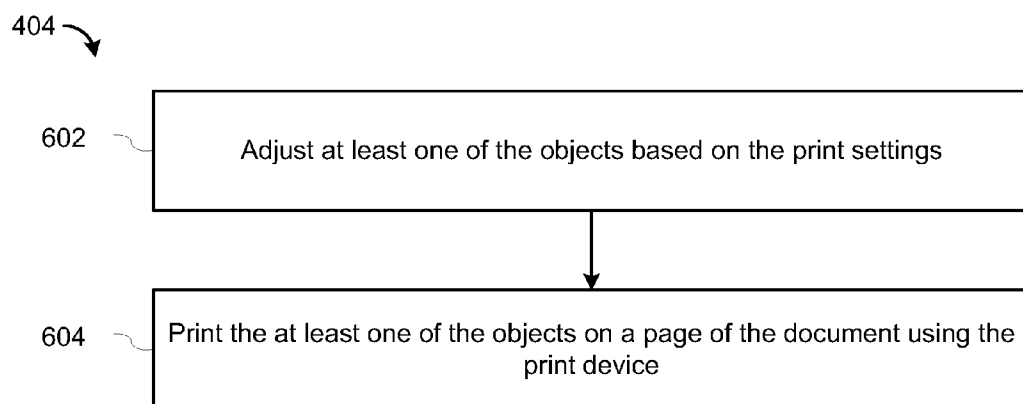 404
602
Adjust at least one of the objects based on the print settings
604
Print the at least one of the objects on a page of the document using the
print device